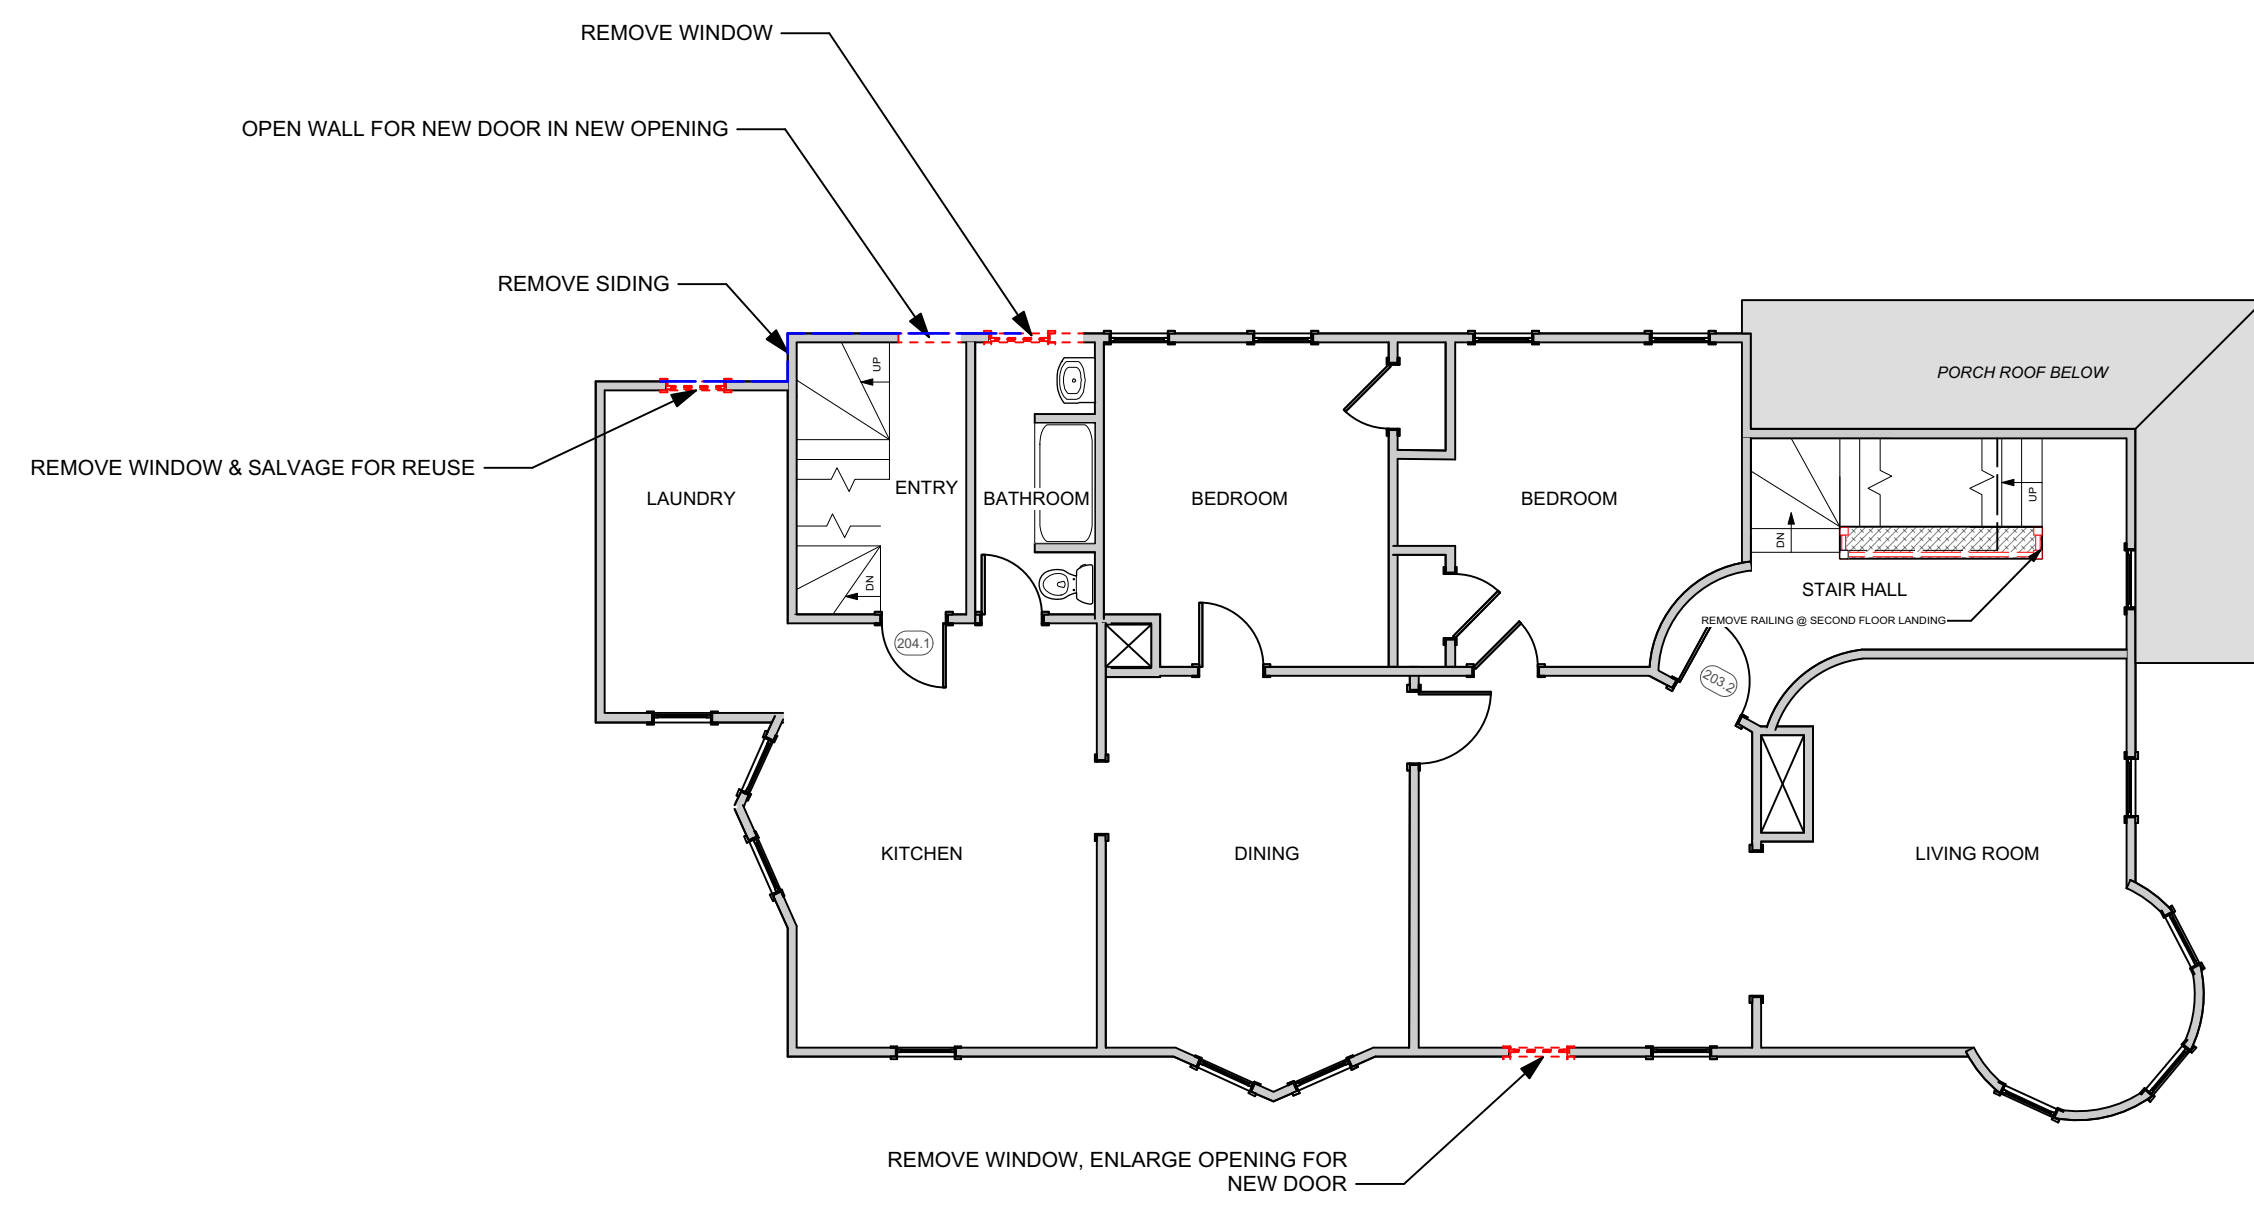 REMOVE WINDOW
OPEN WALL FOR NEW DOOR IN NEW OPENING
REMOVE SIDING
UP
PORCH ROOF BELOW
REMOVE WINDOW & SALVAGE FOR REUSE
LAUNDRY
ENTRY
BATHROOM
BEDROOM
BEDROOM
UP
DN
DN
STAIR HALL
REMOVE RAILING @ SECOND FLOOR LANDING
204.1
203.2
KITCHEN
DINING
LIVING ROOM
REMOVE WINDOW, ENLARGE OPENING FOR
NEW DOOR